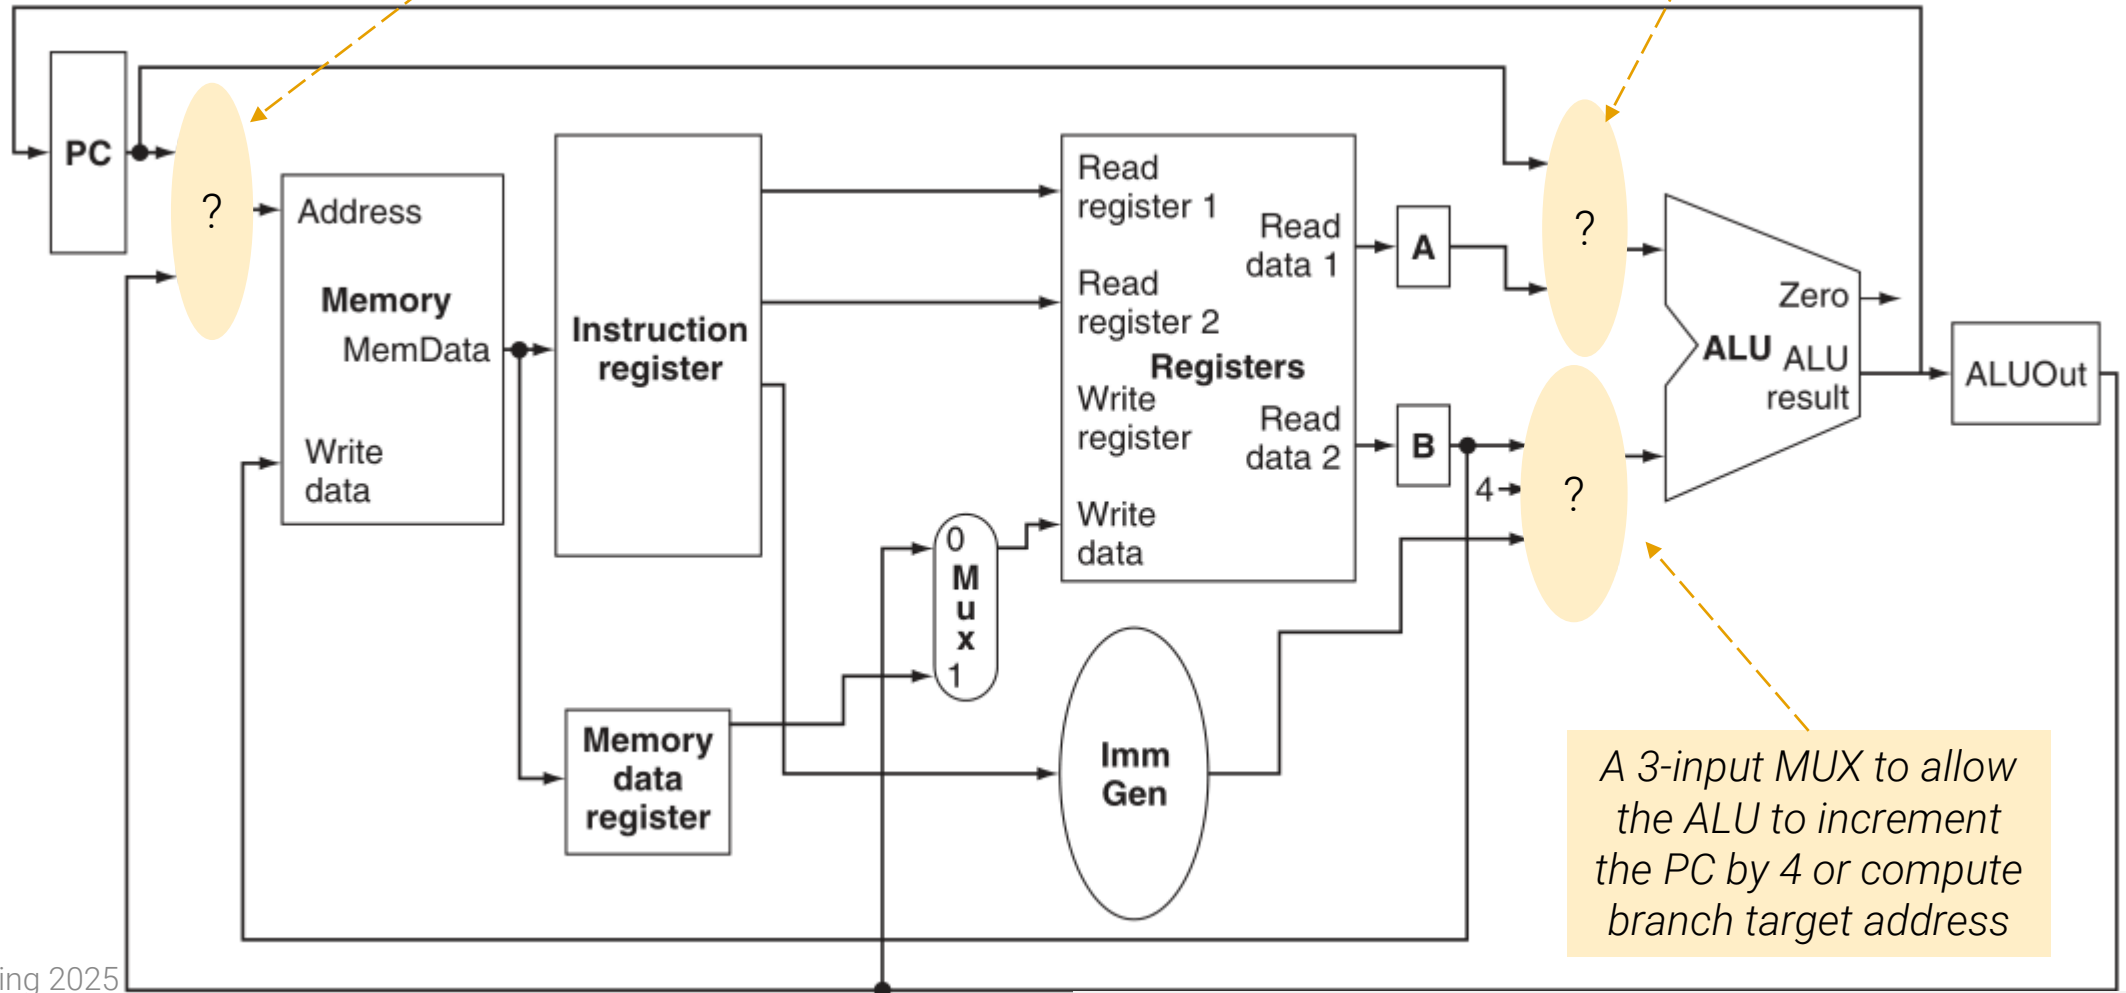 PC
?
Address
Memory
MemData
Write
data
Instruction
register
Memory
data
register
0
M
u
x
1
Read
register 1
Read
register 2
Registers
Write
register
Write
data
Read
data 1
Read
data 2
Imm
Gen
A
B
4
?
?
Zero
ALU
ALU
result
ALUOut
A 3-input MUX to allow
the ALU to increment
the PC by 4 or compute
branch target address
ing 2025